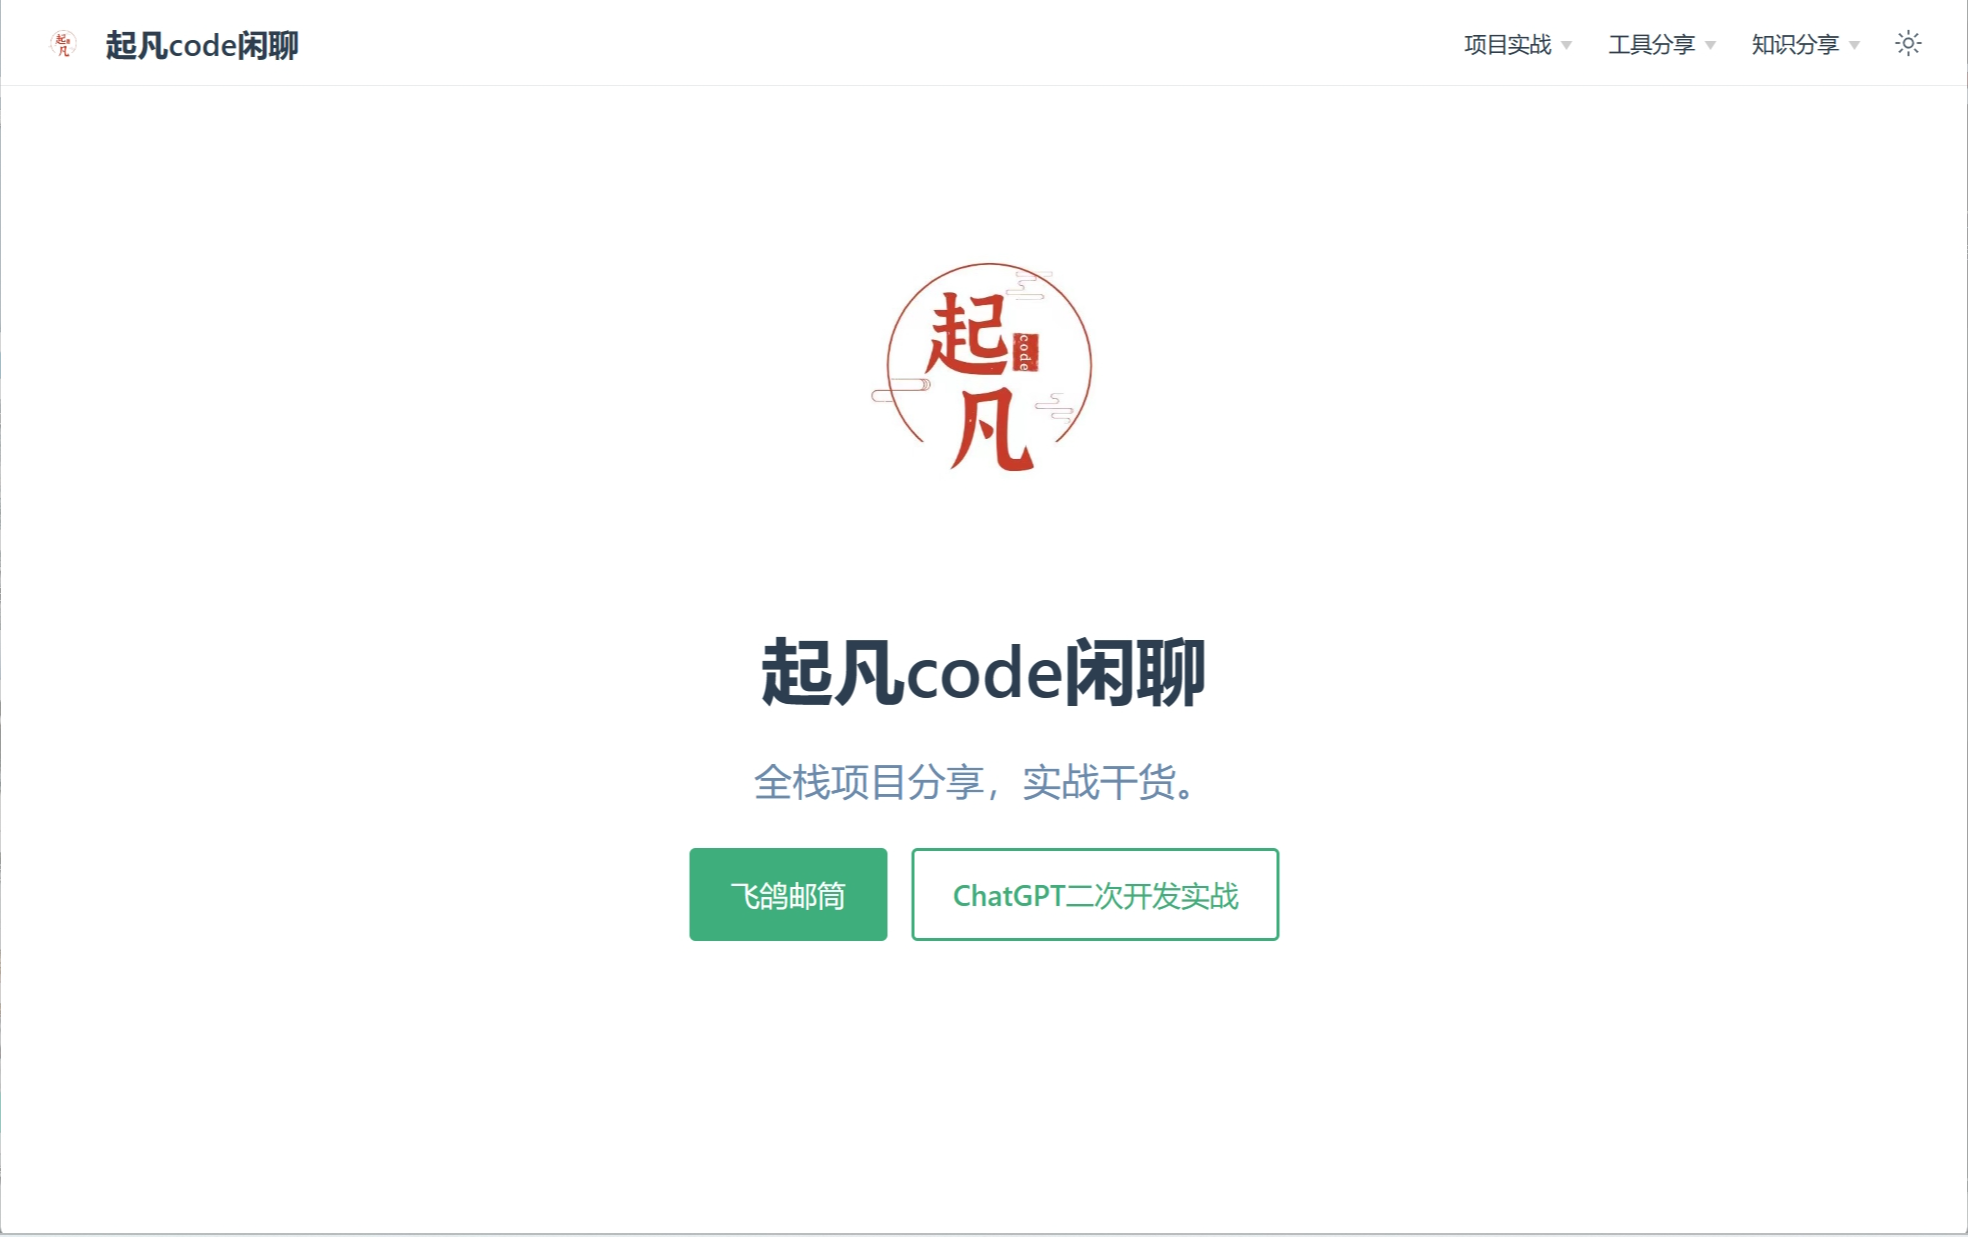 起凡
起凡code闲聊
项目实战
工具分享
知识分享
起
code
凡
起凡code闲聊
全栈项目分享，实战干货。
飞鸽邮筒
ChatGPT二次开发实战